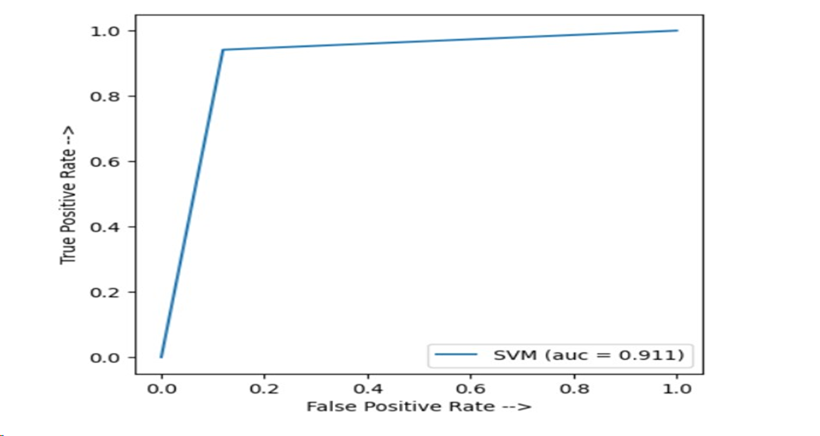 1.0
0.8
0.6
0.4
0.2
0.0
True Positive Rate -->
SVM (auc = 0.911)
0.0 0.2 0.4 0.6 0.8 1.0
False Positive Rate -->